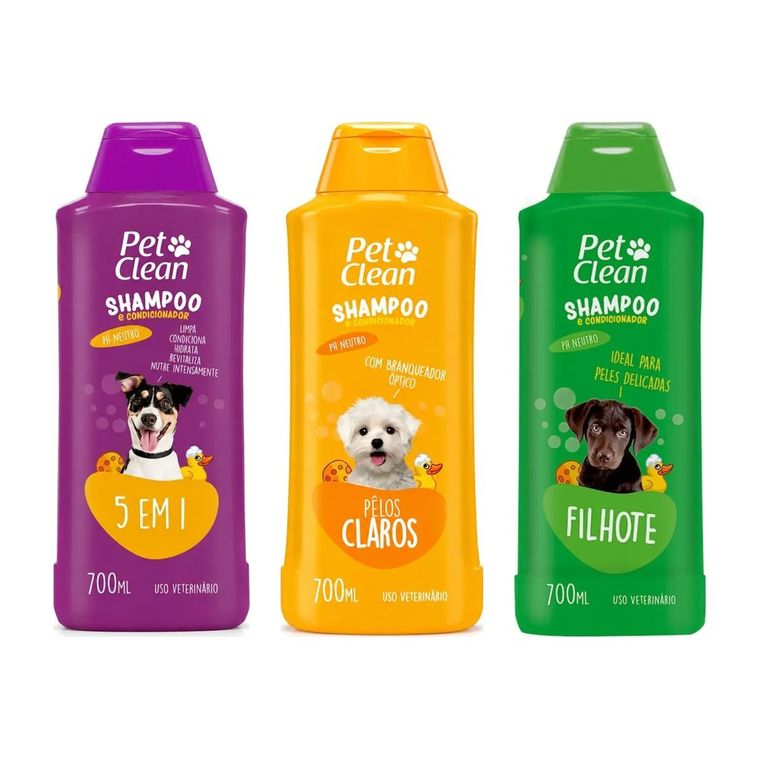 Pet
Clean
SHAMPOO
e CONDICIONADOR
PH NEUTRO
LIMPA
CONDICIONA
HIDRATA
REVITALIZA
NUTRE INTENSAMENTE
5 EM 1
700ML
USO VETERINÁRIO
Pet
Clean
SHAMPOO
e CONDICIONADOR
PH NEUTRO
COM BRANQUEADOR
ÓPTICO
PÊLOS
CLAROS
700ML
USO VETERINÁRIO
Pet
Clean
SHAMPOO
e CONDICIONADOR
PH NEUTRO
IDEAL PARA
PELES DELICADAS
FILHOTE
700ML
USO VETERINÁRIO